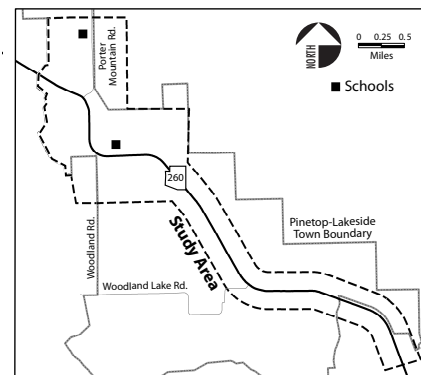 Porter
Mountain Rd.
NORTH
0 0.25 0.5
Miles
Schools
260
Study Area
Pinetop-Lakeside
Town Boundary
Woodland Rd.
Woodland Lake Rd.